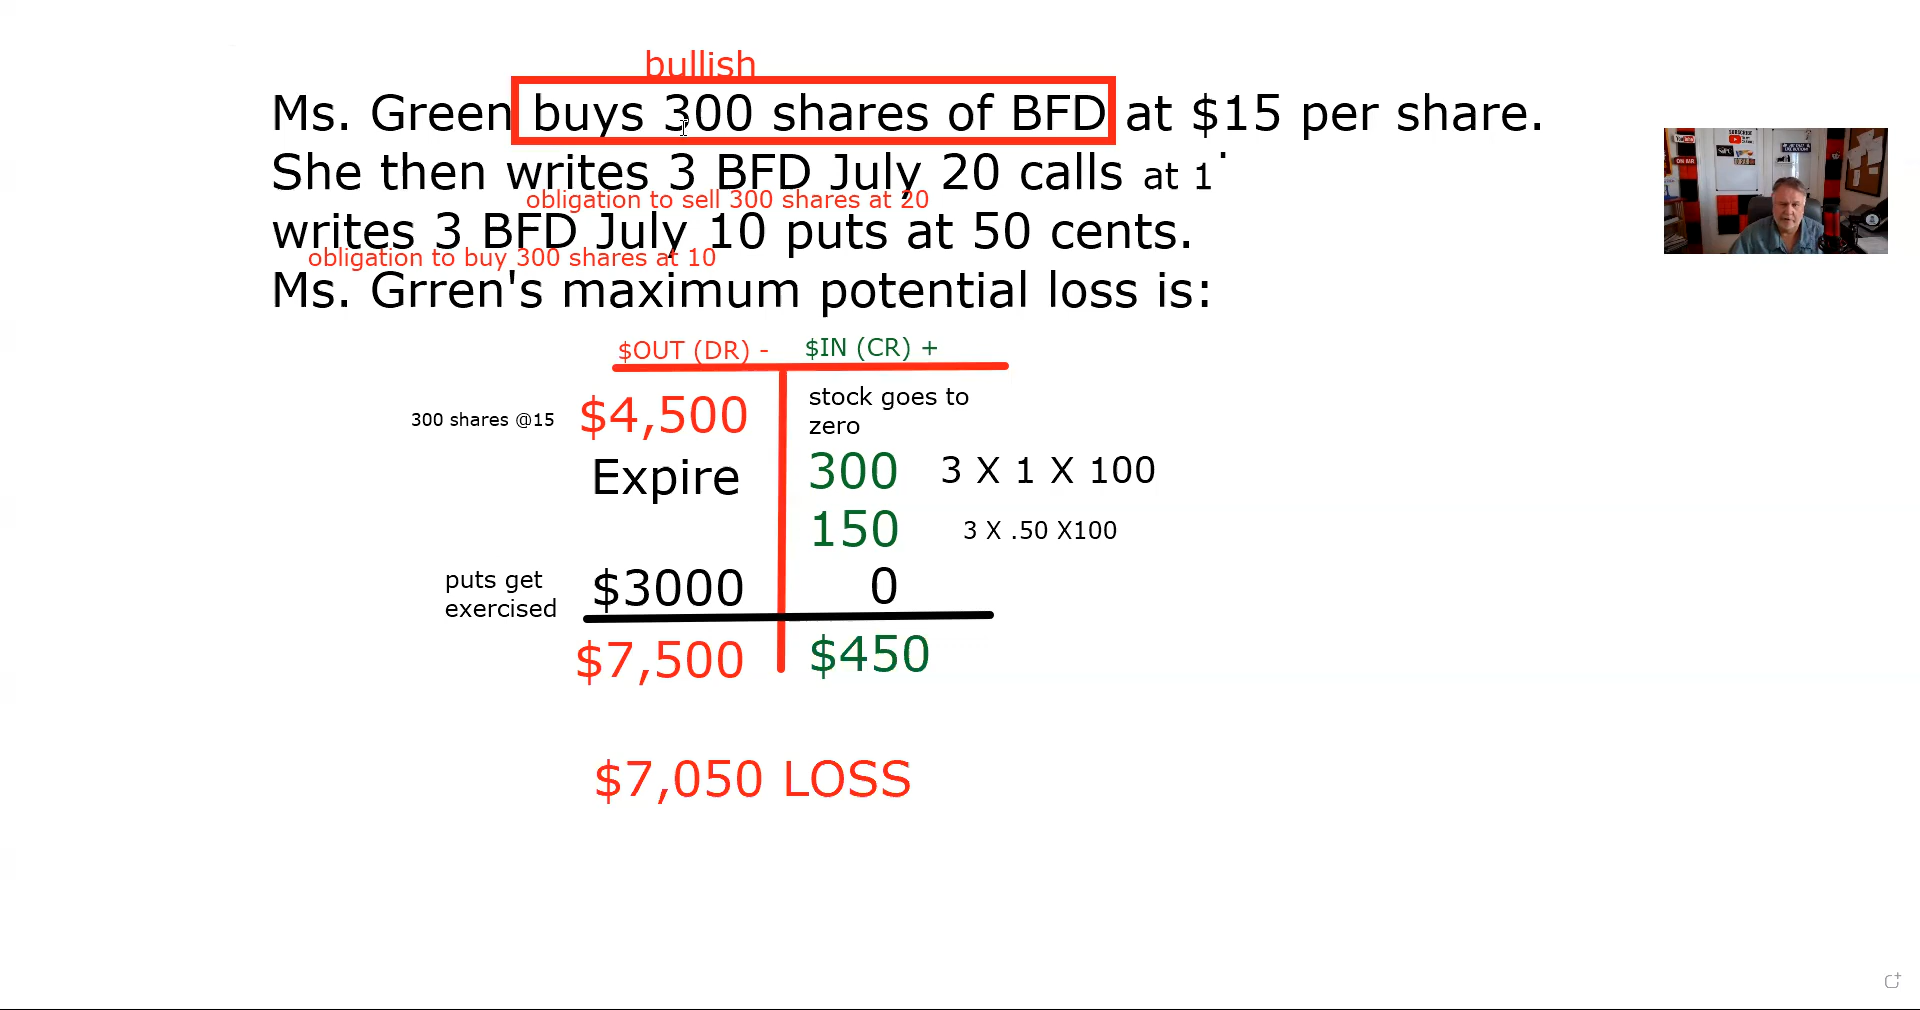 bullish
Ms. Green buys 300 shares of BFD at $15 per share.
She then writes 3 BFD July 20 calls at 1
obligation to sell 300 shares at 20
writes 3 BFD July 10 puts at 50 cents.
obligation to buy 300 shares at 10
Ms. Grren's maximum potential loss is:
$OUT (DR) - $IN (CR) +
300 shares @15 $4,500 stock goes to
zero
Expire 300 3 X 1 X 100
150 3 X .50 X100
puts get
exercised $3000 0
$7,500 $450
$7,050 LOSS
ON AIR